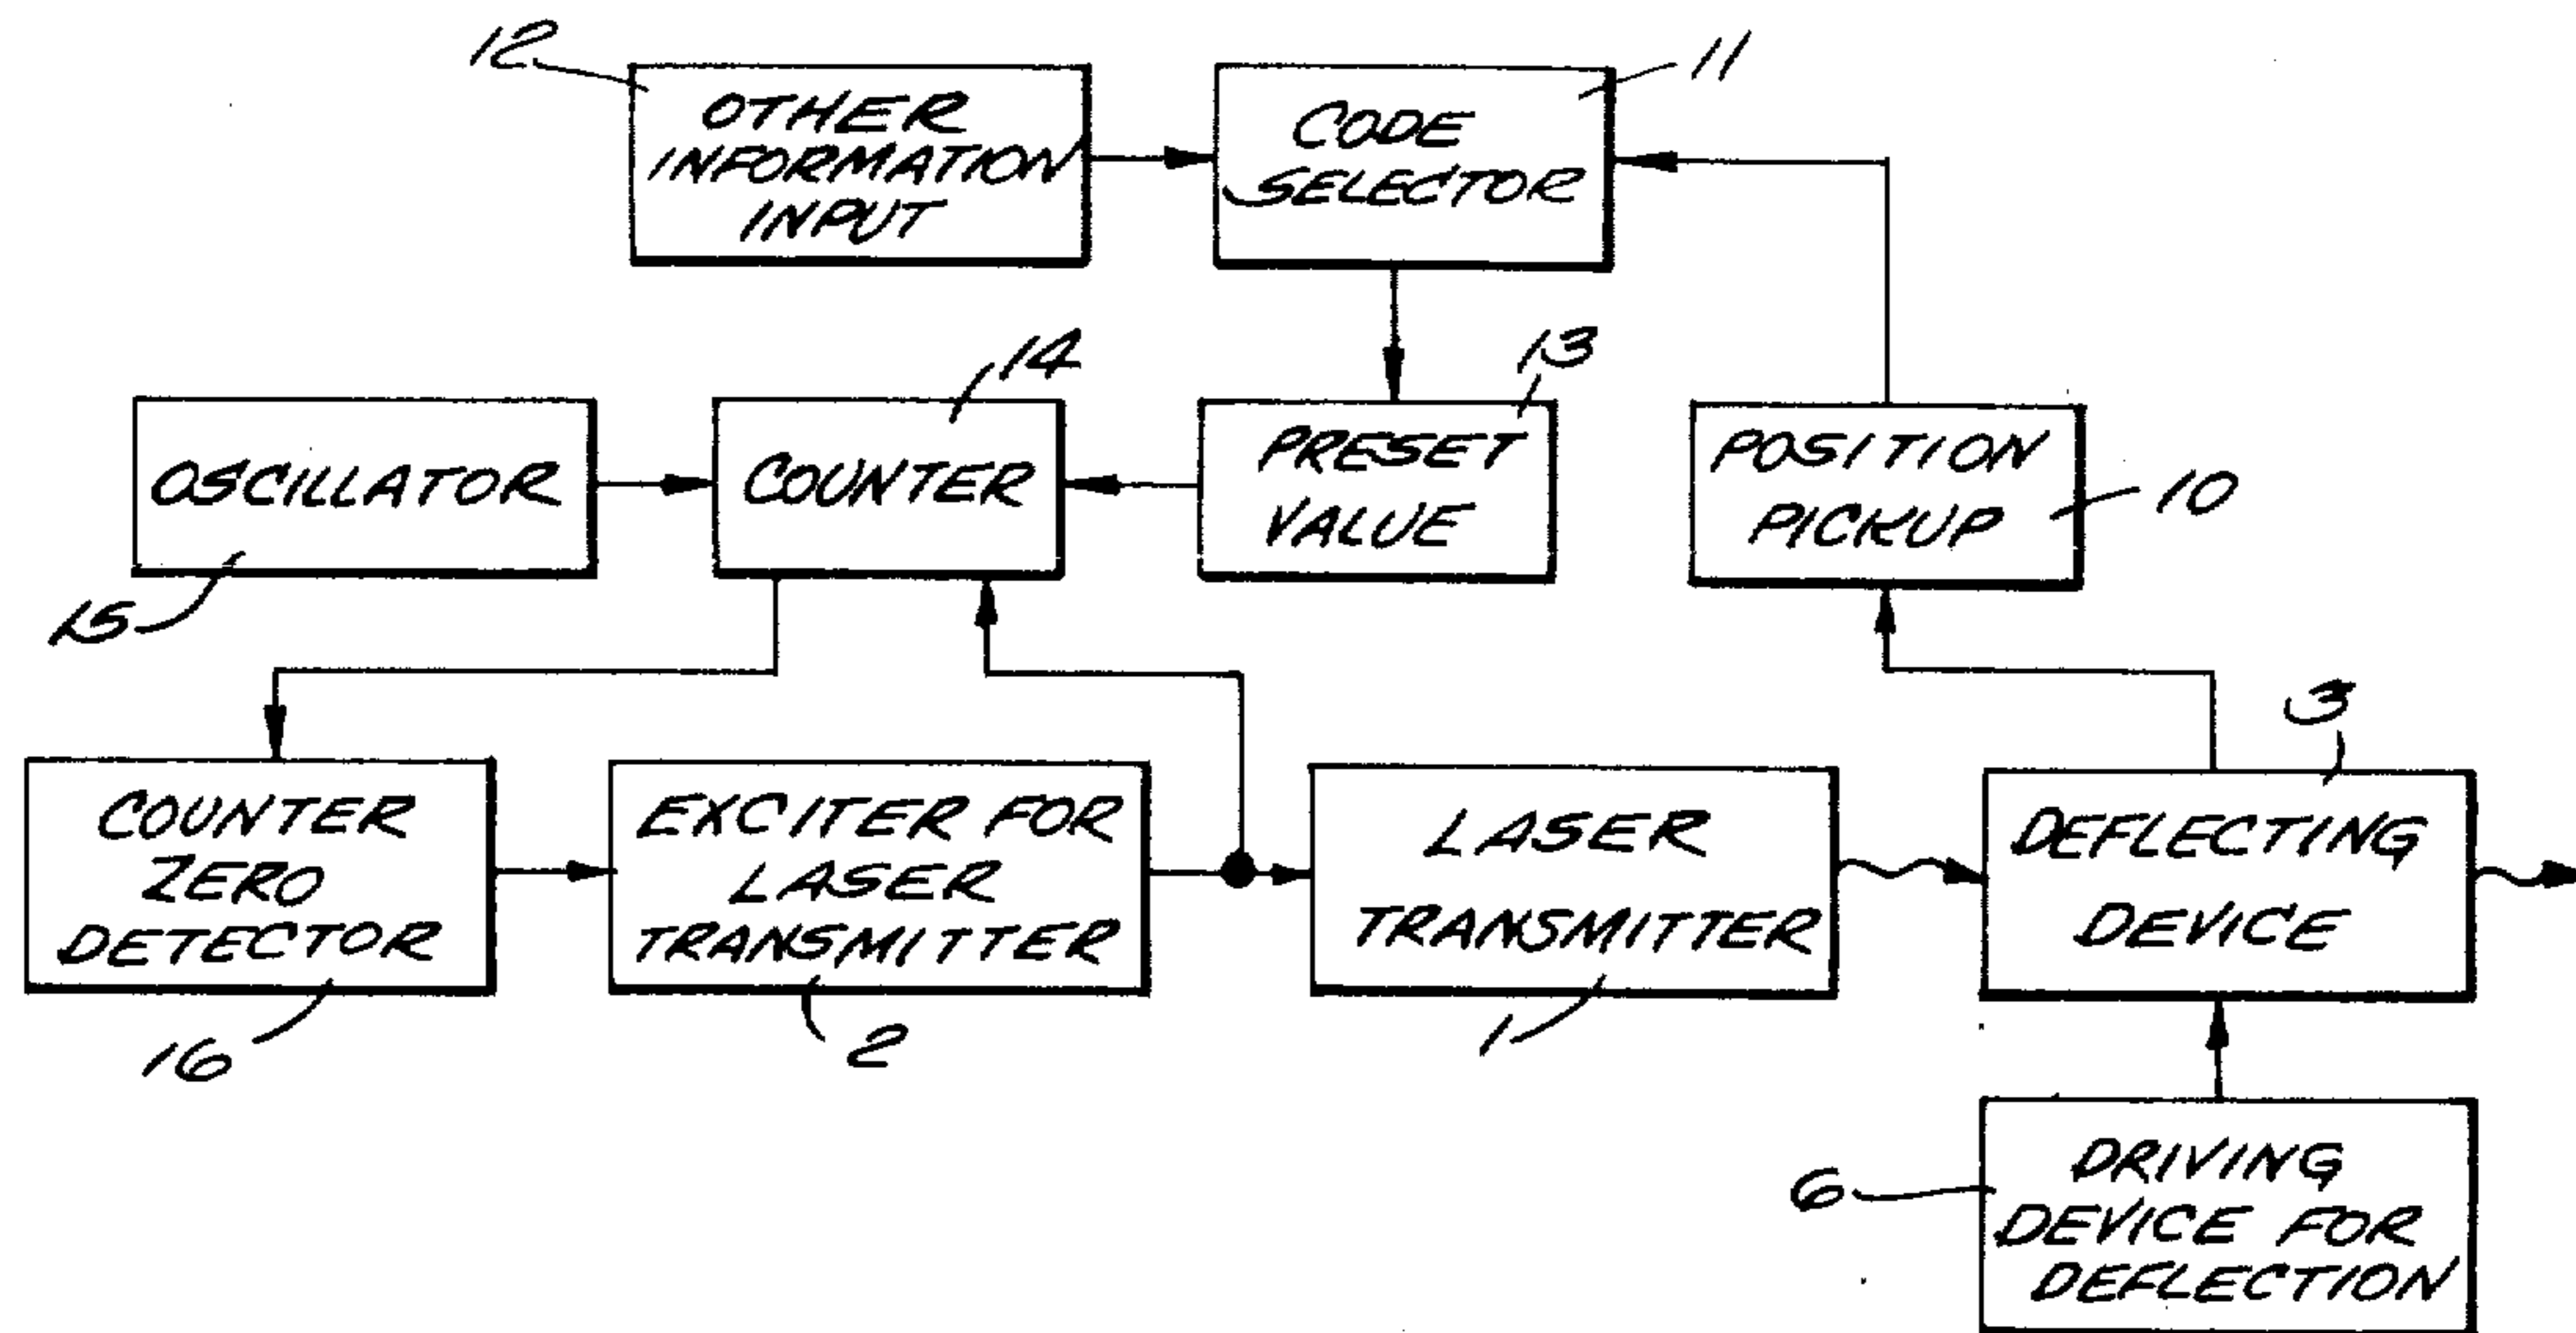 12
OTHER
INFORMATION
INPUT
CODE
SELECTOR
11
OSCILLATOR
15
COUNTER
14
PRESET
VALUE
13
POSITION
PICKUP
10
COUNTER
ZERO
DETECTOR
16
EXCITER FOR
LASER
TRANSMITTER
2
LASER
TRANSMITTER
1
DEFLECTING
DEVICE
3
6
DRIVING
DEVICE FOR
DEFLECTION